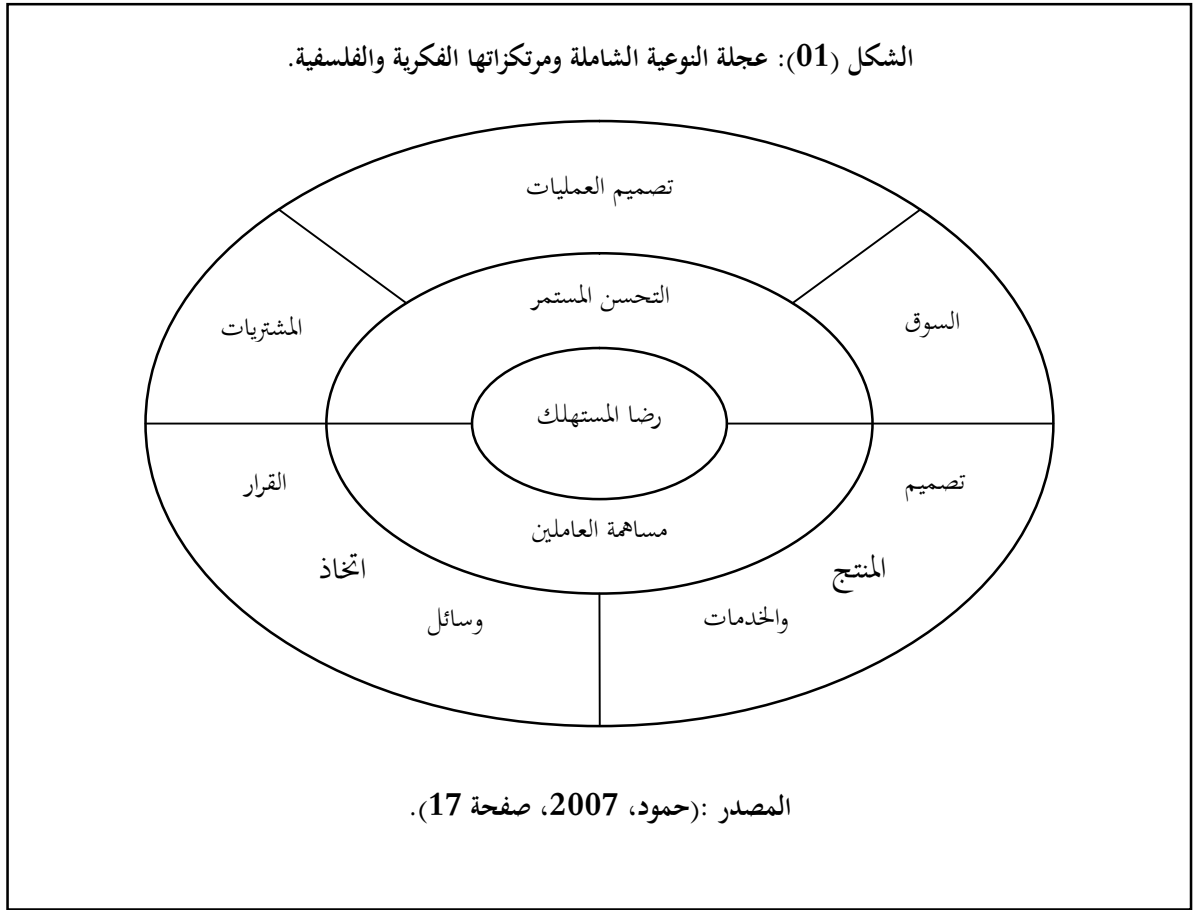 الشكل (01): عجلة النوعية الشاملة ومرتكزاتها الفكرية والفلسفية.
تصميم العمليات
التحسن المستمر
السوق
المشتريات
رضا المستهلك
تصميم
المنتج
والخدمات
القرار
اتخاذ
وسائل
مساهمة العاملين
المصدر :(حمود، 2007، صفحة 17).